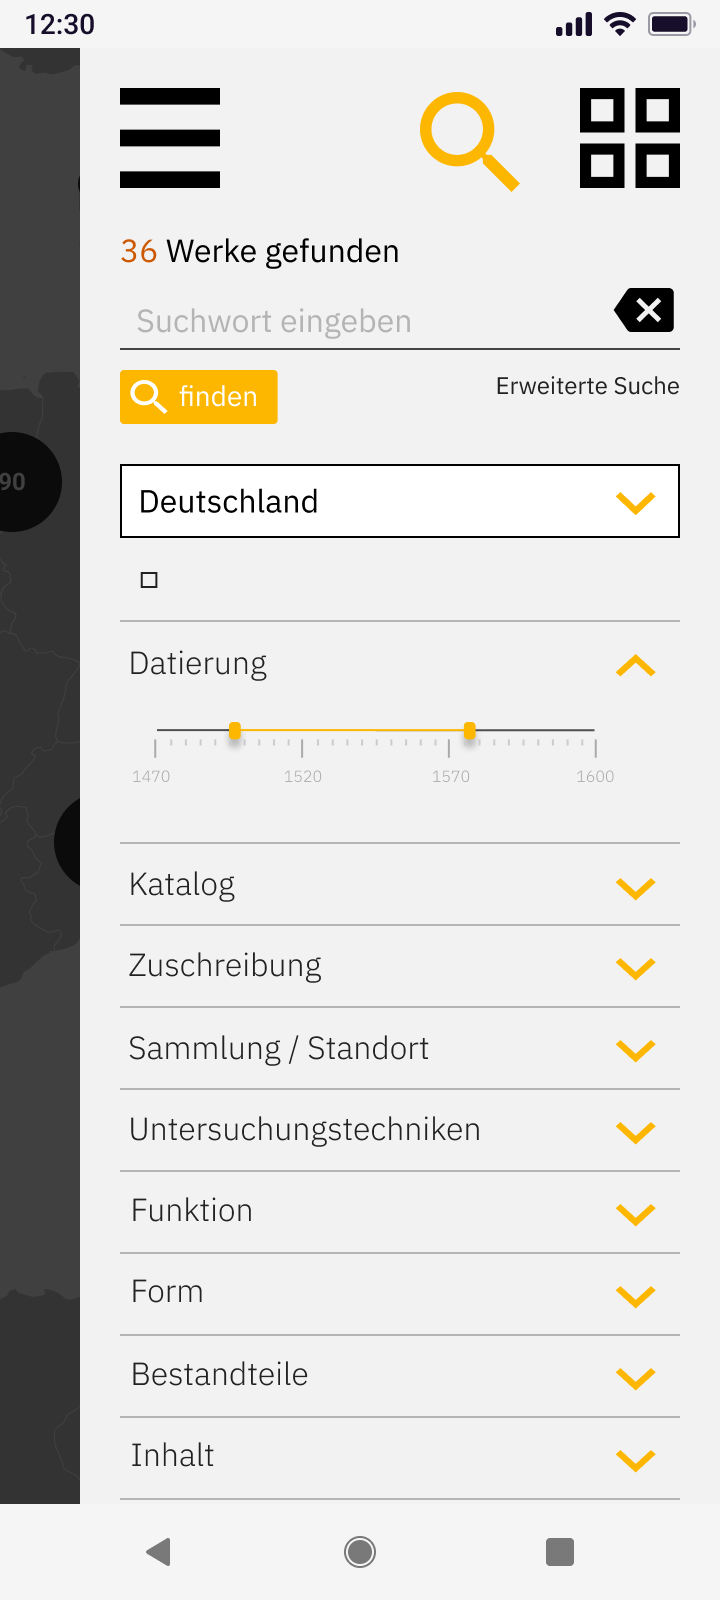 12:30
36 Werke gefunden
Suchwort eingeben
finden
Erweiterte Suche
90
Deutschland
Datierung
1470 1520 1570 1600
Katalog
Zuschreibung
Sammlung / Standort
Untersuchungstechniken
Funktion
Form
Bestandteile
Inhalt